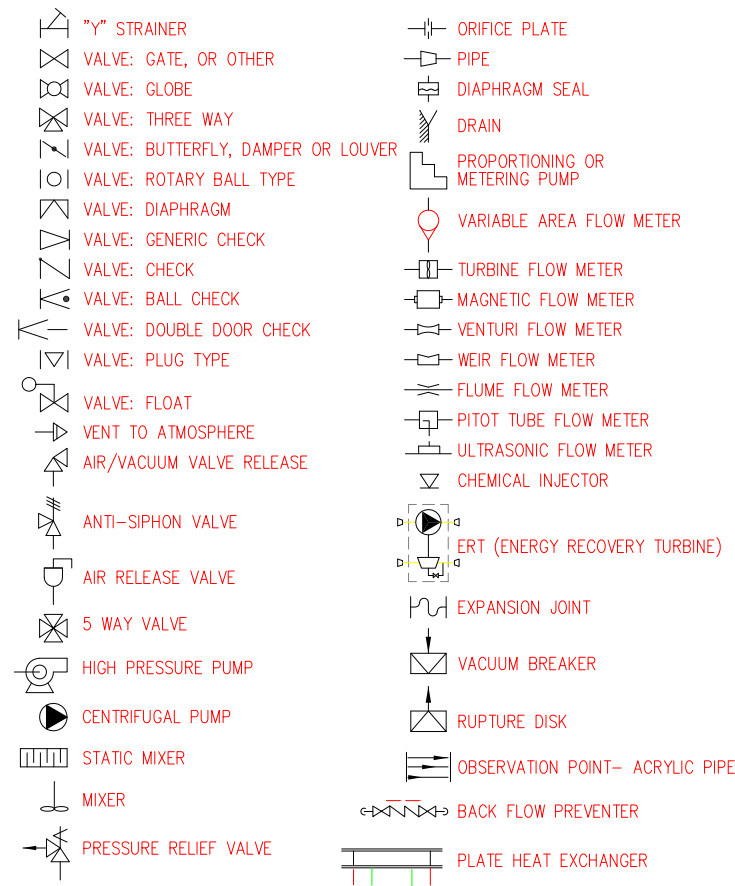 "Y" STRAINER
VALVE: GATE, OR OTHER
VALVE: GLOBE
VALVE: THREE WAY
VALVE: BUTTERFLY, DAMPER OR LOUVER
VALVE: ROTARY BALL TYPE
VALVE: DIAPHRAGM
VALVE: GENERIC CHECK
VALVE: CHECK
VALVE: BALL CHECK
VALVE: DOUBLE DOOR CHECK
VALVE: PLUG TYPE
VALVE: FLOAT
VENT TO ATMOSPHERE
AIR/VACUUM VALVE RELEASE
ANTI-SIPHON VALVE
AIR RELEASE VALVE
5 WAY VALVE
HIGH PRESSURE PUMP
CENTRIFUGAL PUMP
STATIC MIXER
MIXER
PRESSURE RELIEF VALVE
ORIFICE PLATE
PIPE
DIAPHRAGM SEAL
DRAIN
PROPORTIONING OR
METERING PUMP
VARIABLE AREA FLOW METER
TURBINE FLOW METER
MAGNETIC FLOW METER
VENTURI FLOW METER
WEIR FLOW METER
FLUME FLOW METER
PITOT TUBE FLOW METER
ULTRASONIC FLOW METER
CHEMICAL INJECTOR
ERT (ENERGY RECOVERY TURBINE)
EXPANSION JOINT
VACUUM BREAKER
RUPTURE DISK
OBSERVATION POINT- ACRYLIC PIPE
BACK FLOW PREVENTER
PLATE HEAT EXCHANGER